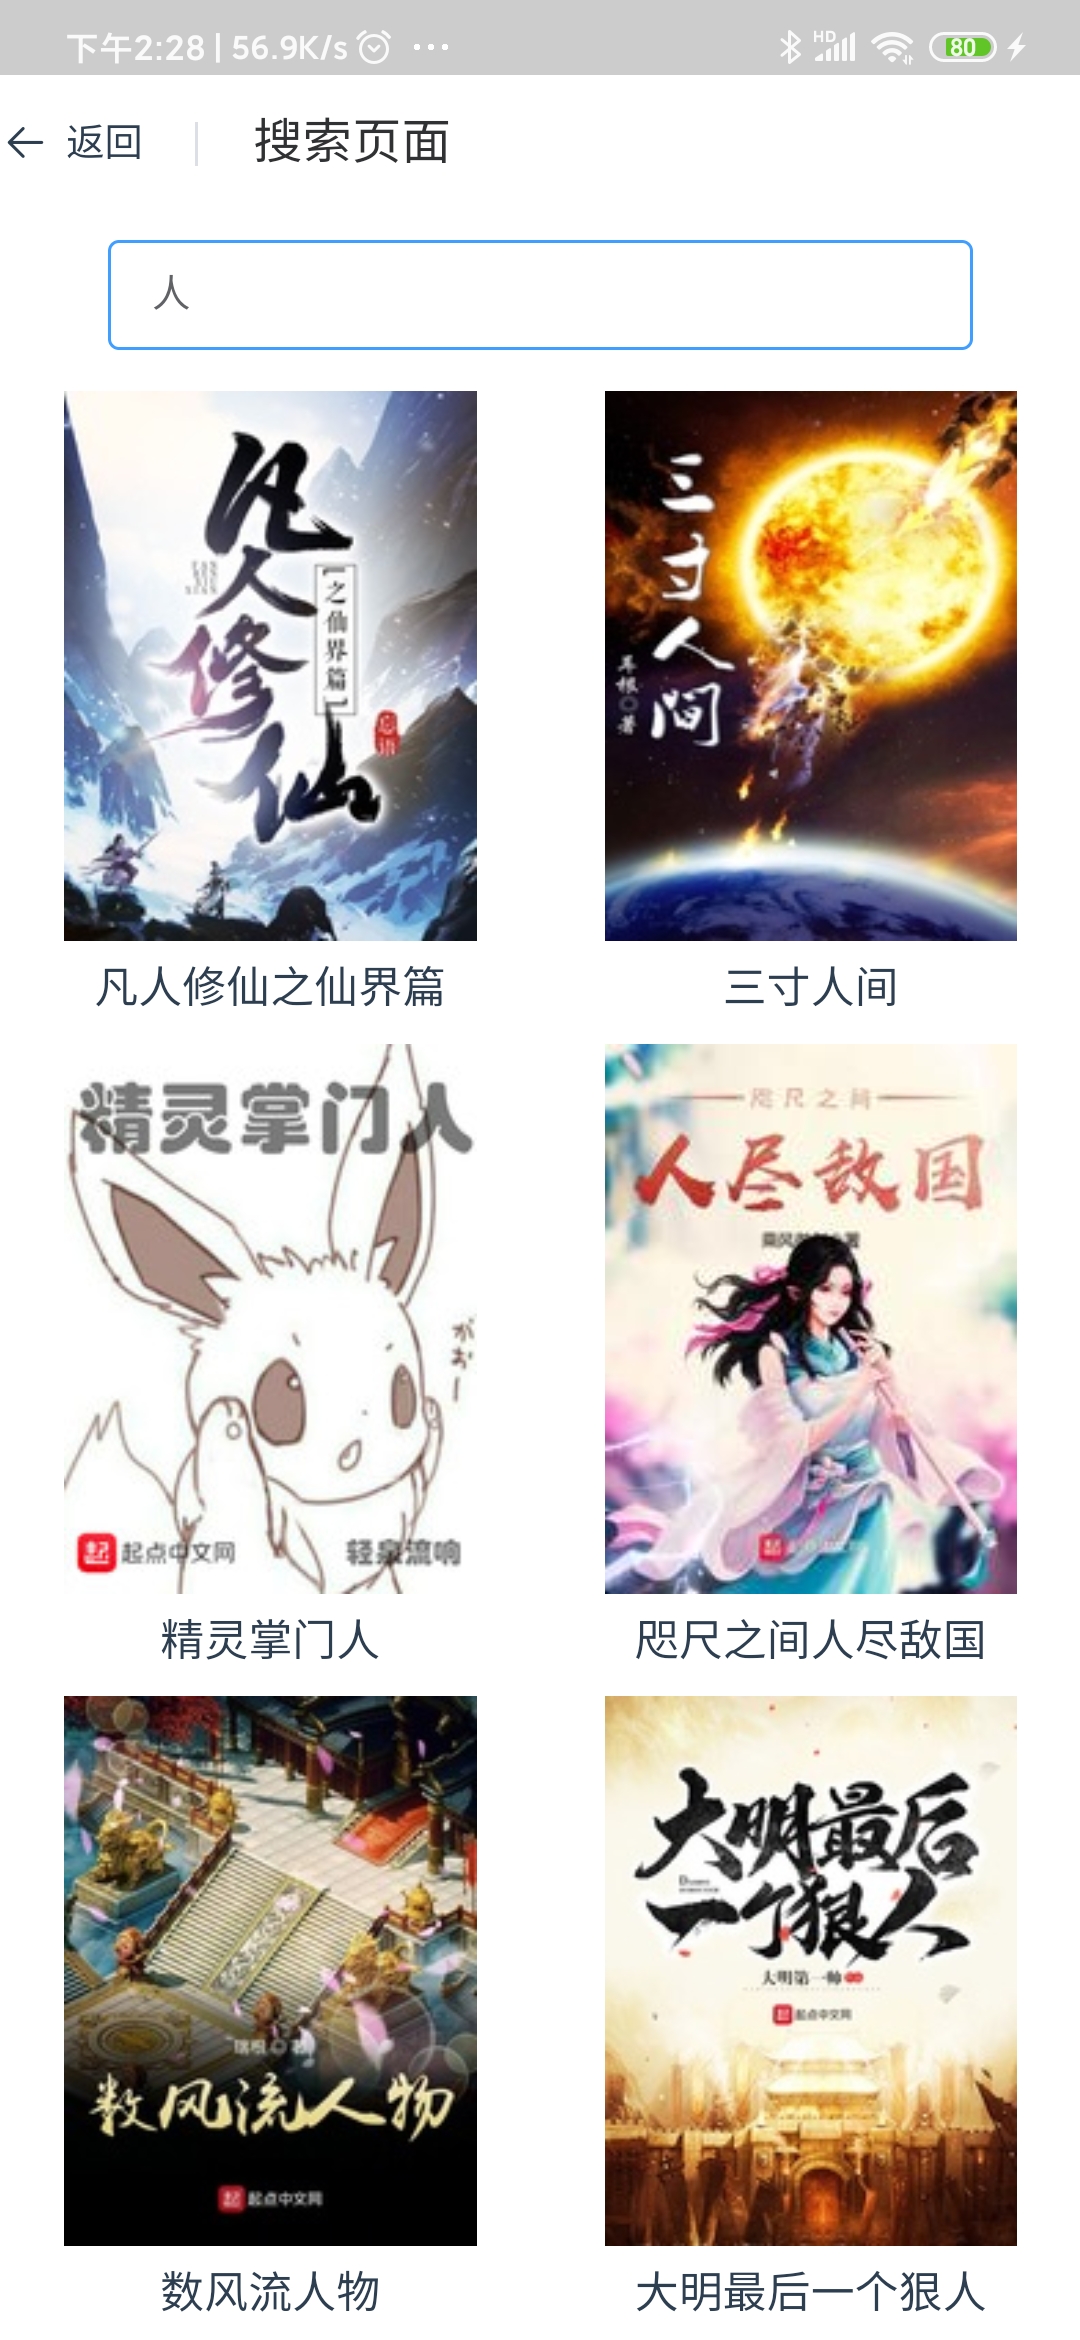 下午2:28 | 56.9K/s ...
HD
80
返回
搜索页面
人
凡人修仙
【之仙界篇】
忘语
凡人修仙之仙界篇
三寸人间
耳根◎著
三寸人间
精灵掌门人
がおー
起点中文网
轻泉流响
精灵掌门人
咫尺之间
人尽敌国
咫尺之间人尽敌国
瑞根◎著
数风流人物
起点中文网
数风流人物
大明最后
一个狠人
大明第一帅
起点中文网
大明最后一个狠人